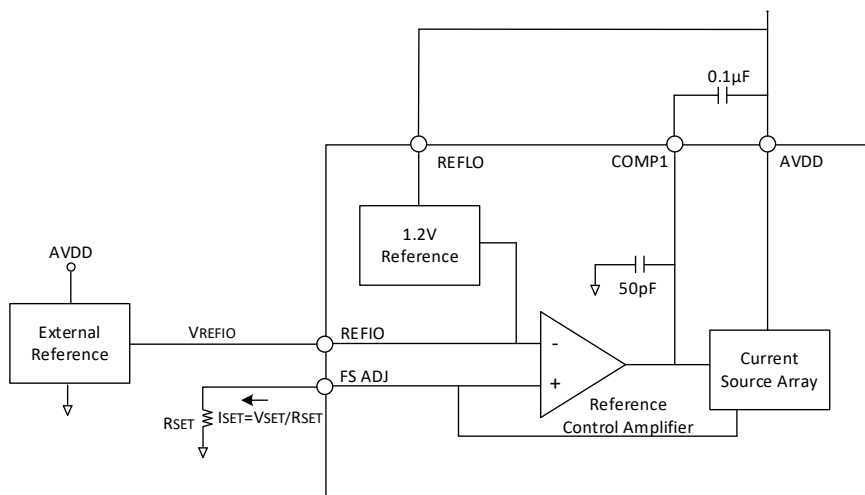 0.1µF
REFLO
COMP1
AVDD
1.2V
Reference
AVDD
50pF
External
Reference
VREFIO
REFIO
-
Current
Source Array
FS ADJ
+
RSET
ISET=VSET/RSET
Reference
Control Amplifier